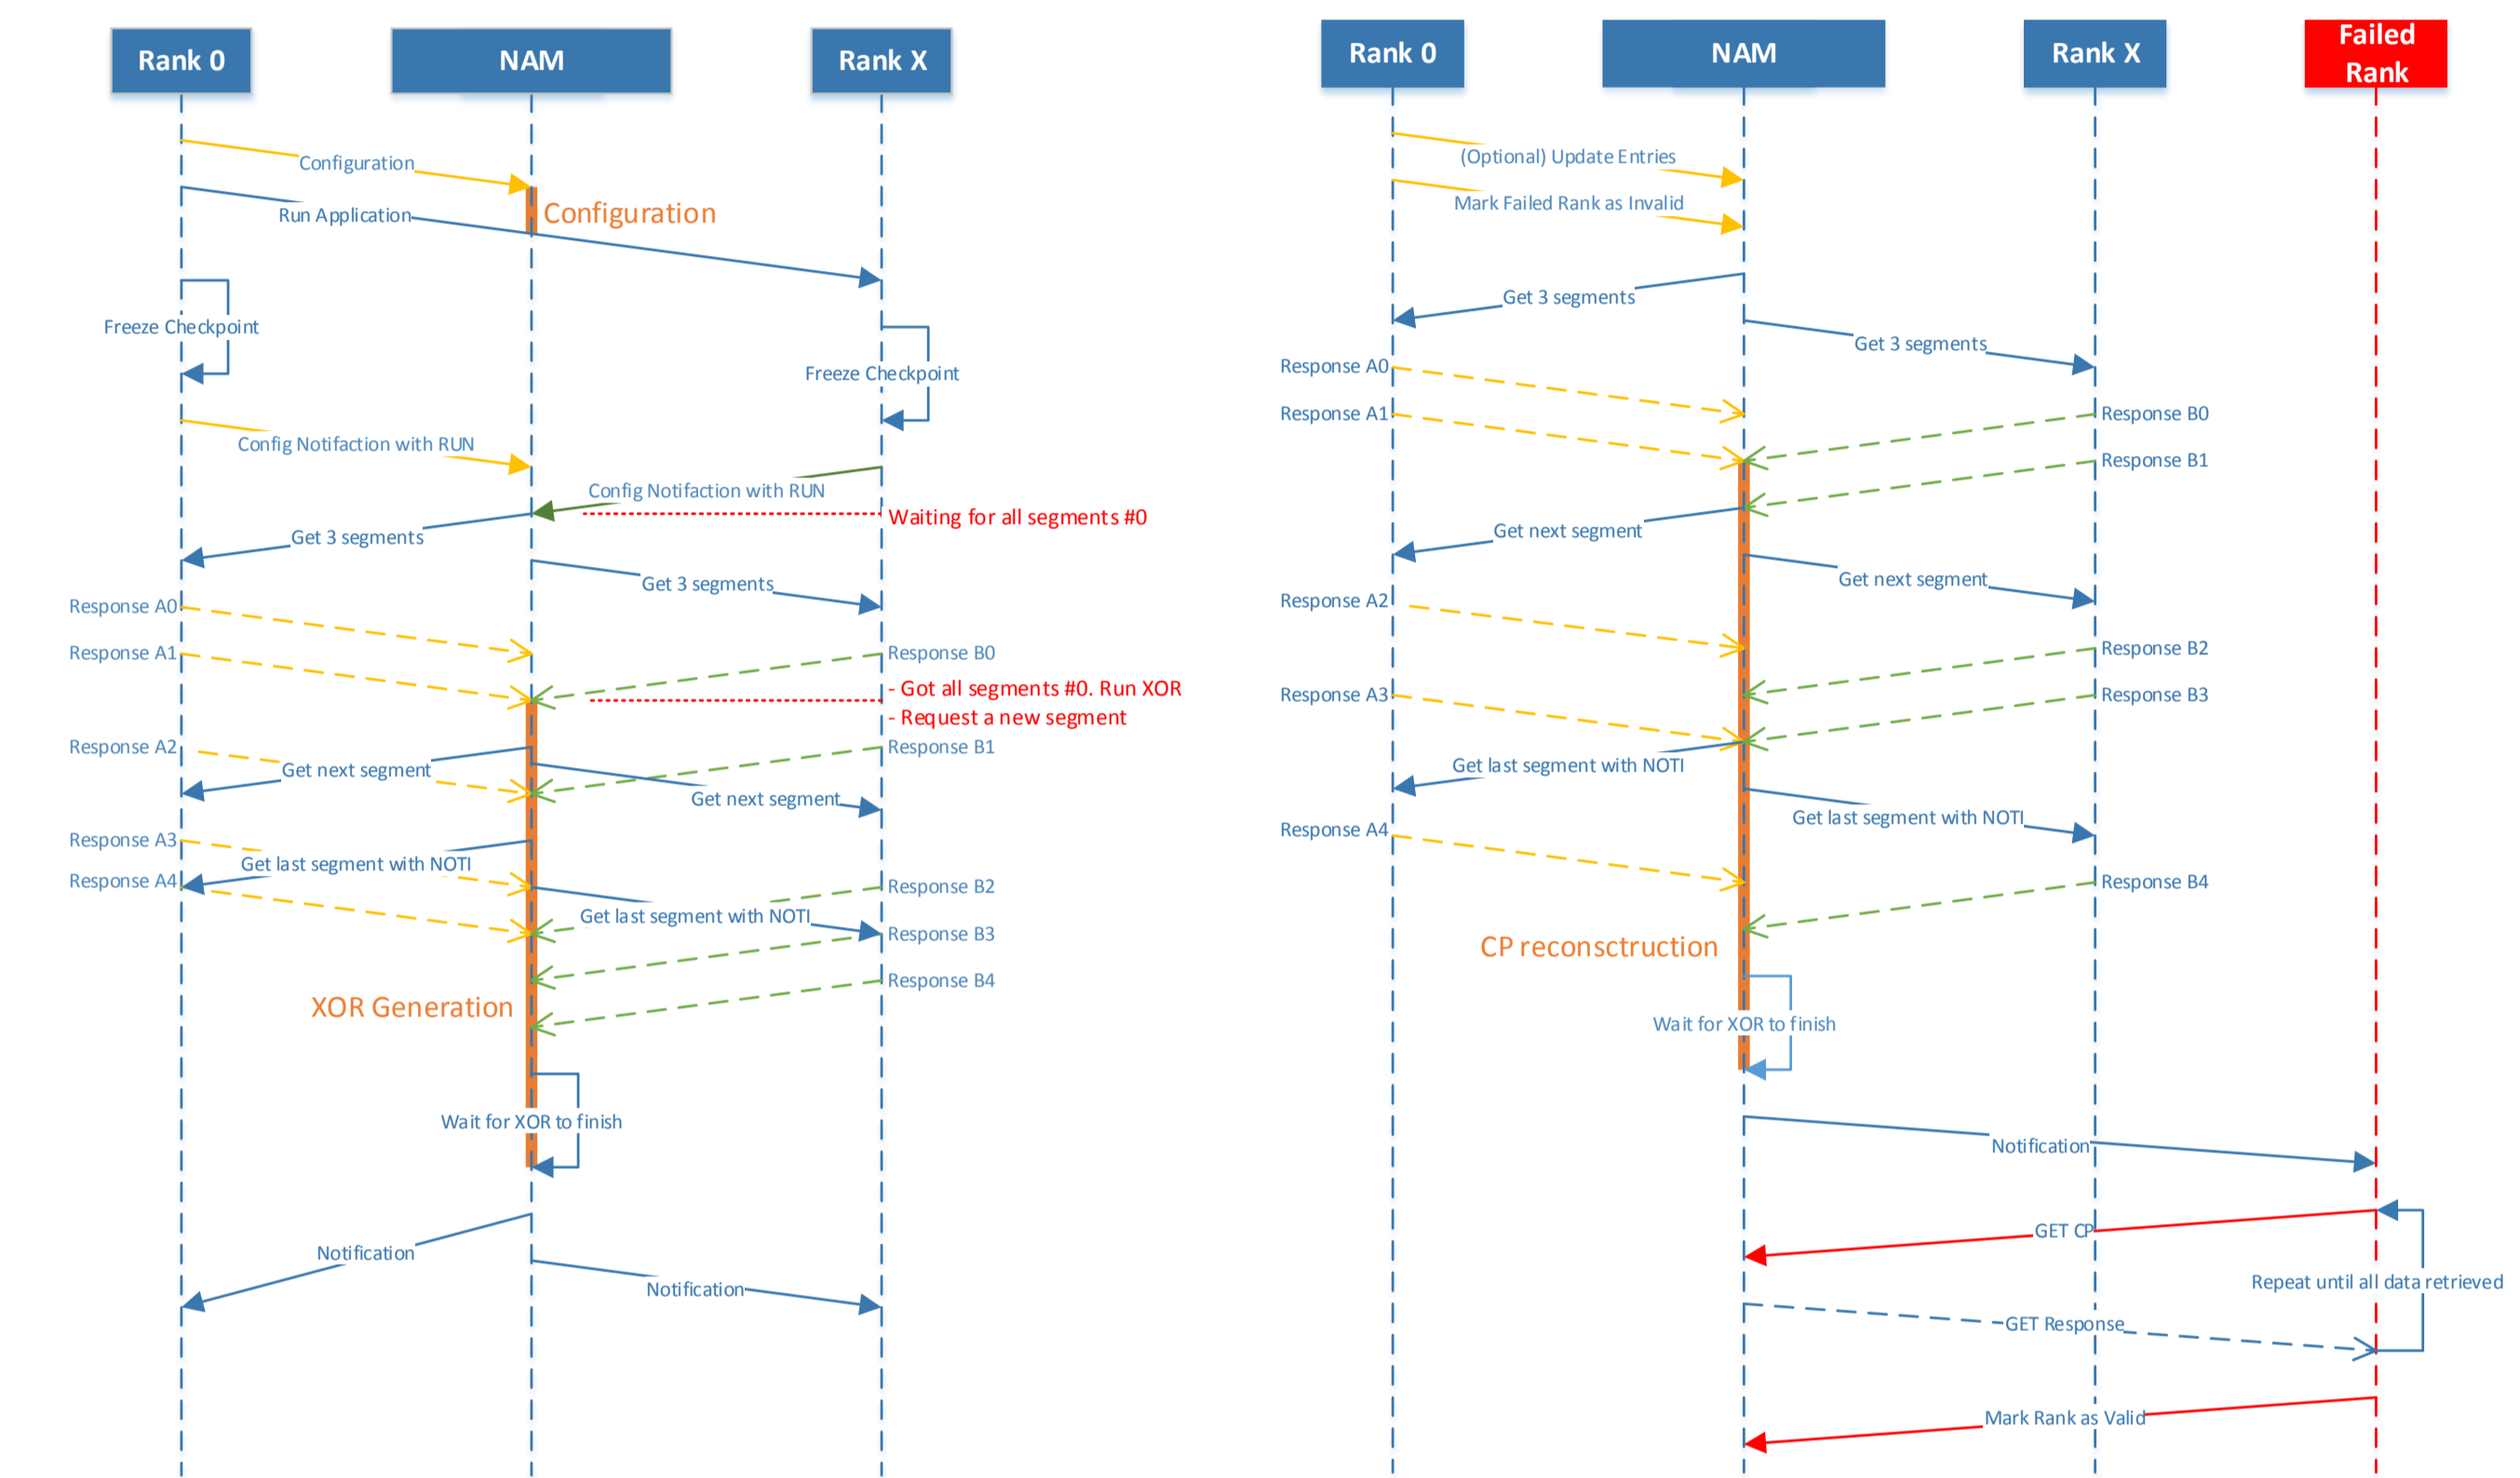 Rank 0
NAM
Rank X
Configuration
Configuration
Run Application
Freeze Checkpoint
Freeze Checkpoint
Config Notifaction with RUN
Config Notifaction with RUN
Waiting for all segments #0
Get 3 segments
Get 3 segments
Response A0
Response A1
Response B0
- Got all segments #0. Run XOR
- Request a new segment
Response A2
Response B1
Get next segment
Get next segment
Response A3
Get last segment with NOTI
Response A4
Response B2
Get last segment with NOTI
Response B3
Response B4
XOR Generation
Wait for XOR to finish
Notification
Notification
Rank 0
NAM
Rank X
Failed
Rank
(Optional) Update Entries
Mark Failed Rank as Invalid
Get 3 segments
Get 3 segments
Response A0
Response A1
Response B0
Response B1
Get next segment
Get next segment
Response A2
Response B2
Response A3
Response B3
Get last segment with NOTI
Get last segment with NOTI
Response A4
Response B4
CP reconsctruction
Wait for XOR to finish
Notification
GET CP
Repeat until all data retrieved
GET Response
Mark Rank as Valid